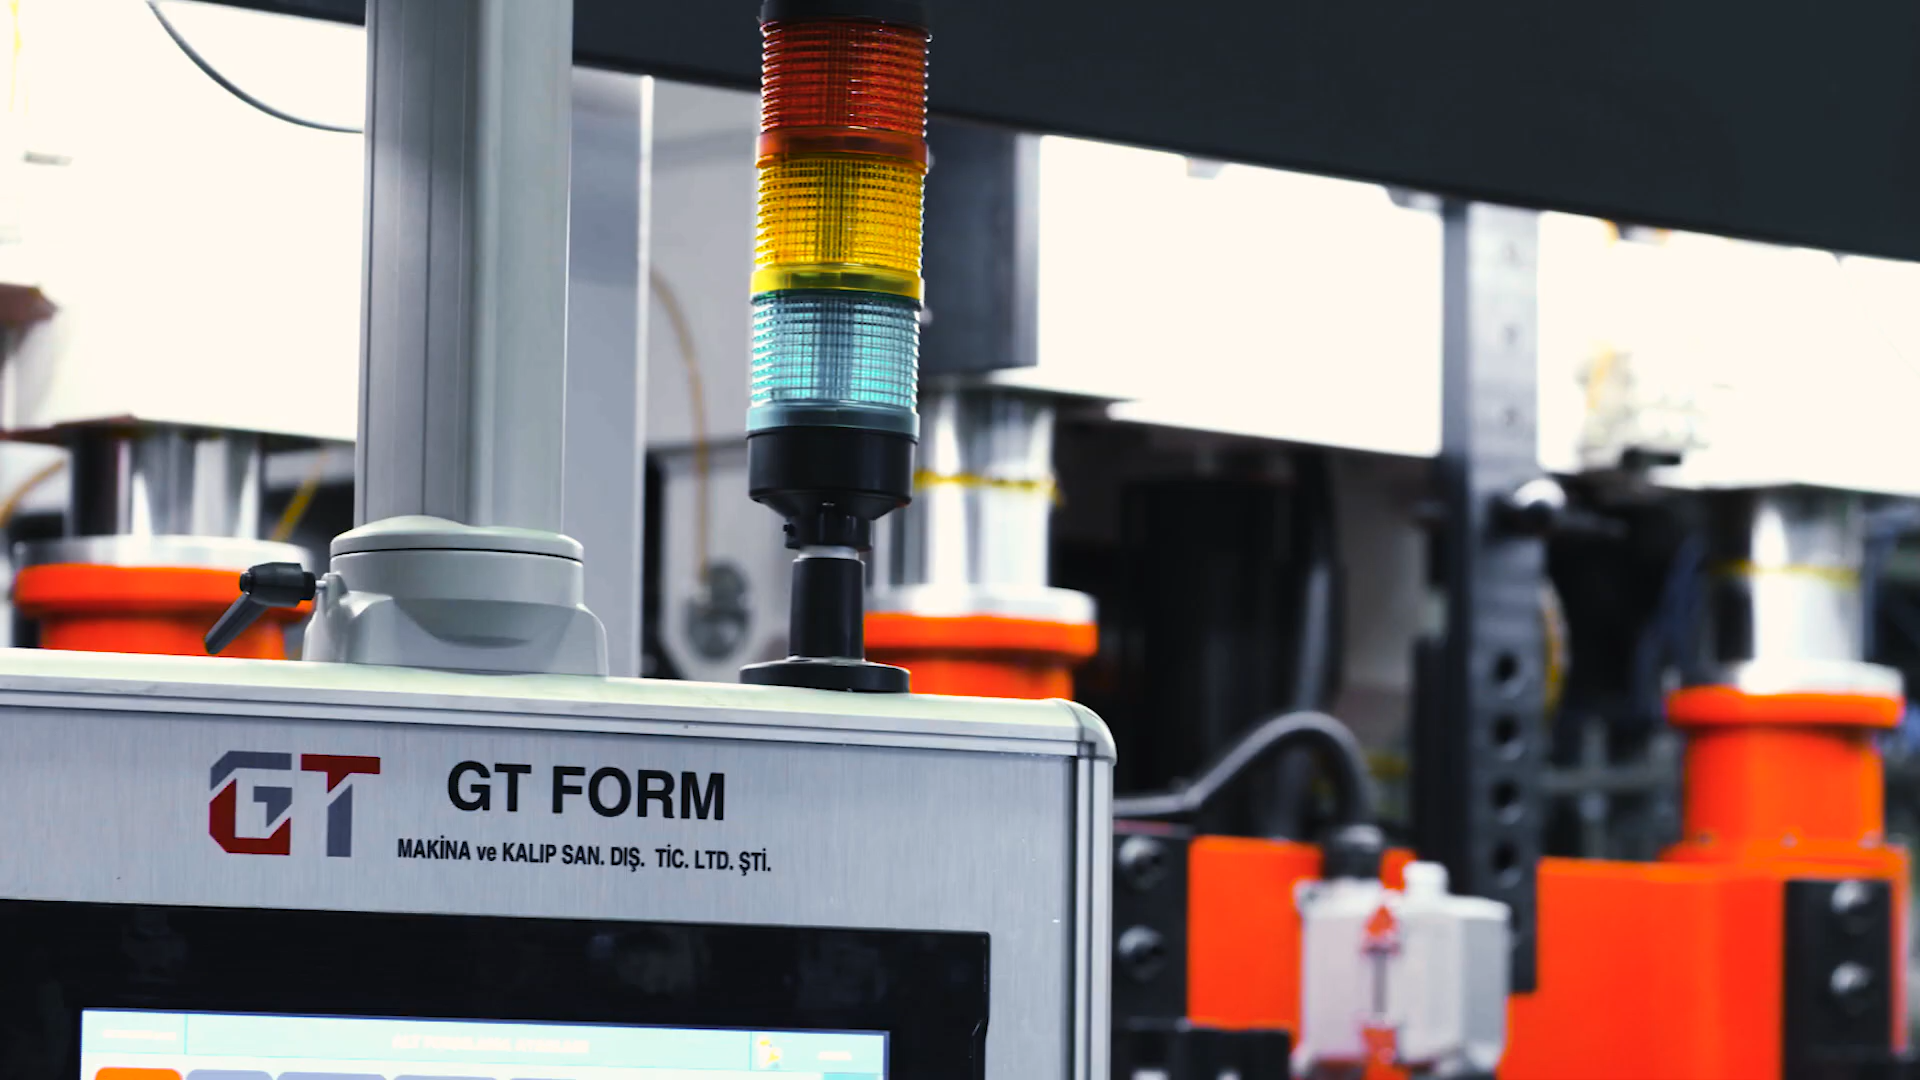 GT
GT FORM
MAKİNA ve KALIP SAN. DIŞ. TİC. LTD. ŞTİ.